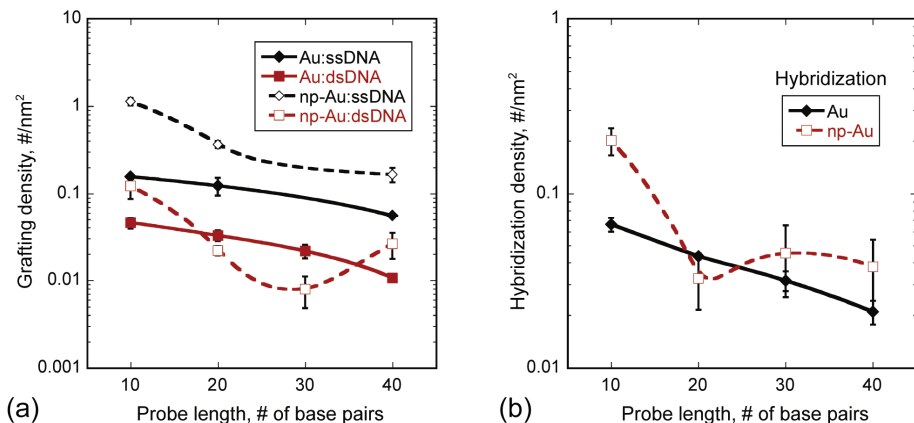 Grafting density, #/nm²
10
1
0.1
0.01
0.001
Au:ssDNA
Au:dsDNA
np-Au:ssDNA
np-Au:dsDNA
10 20 30 40
Probe length, # of base pairs
(a)
Hybridization density, #/nm²
1
0.1
0.01
Hybridization
Au
np-Au
10 20 30 40
Probe length, # of base pairs
(b)